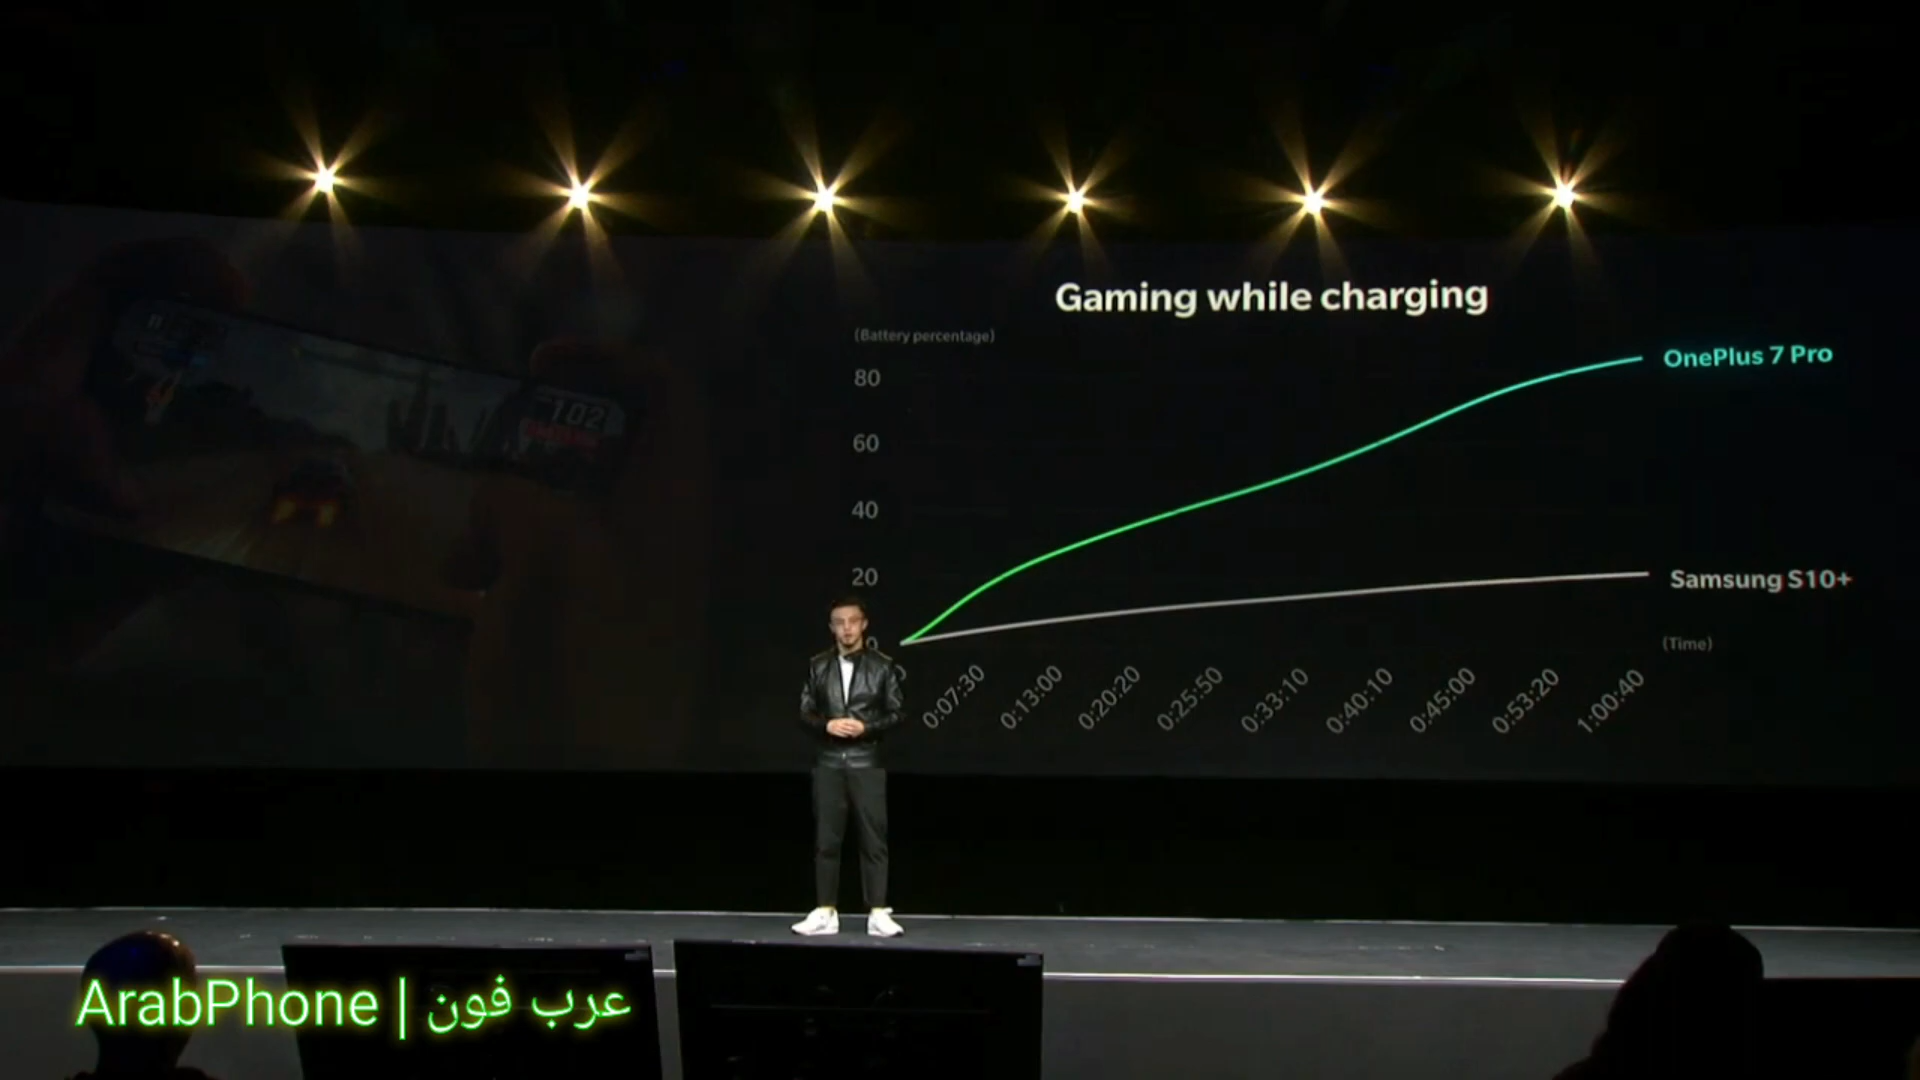 Gaming while charging
(Battery percentage)
80
60
40
20
0
OnePlus 7 Pro
Samsung S10+
(Time)
0:07:30
0:13:00
0:20:20
0:25:50
0:33:10
0:40:10
0:45:00
0:53:20
1:00:40
102
ArabPhone | عرب فون